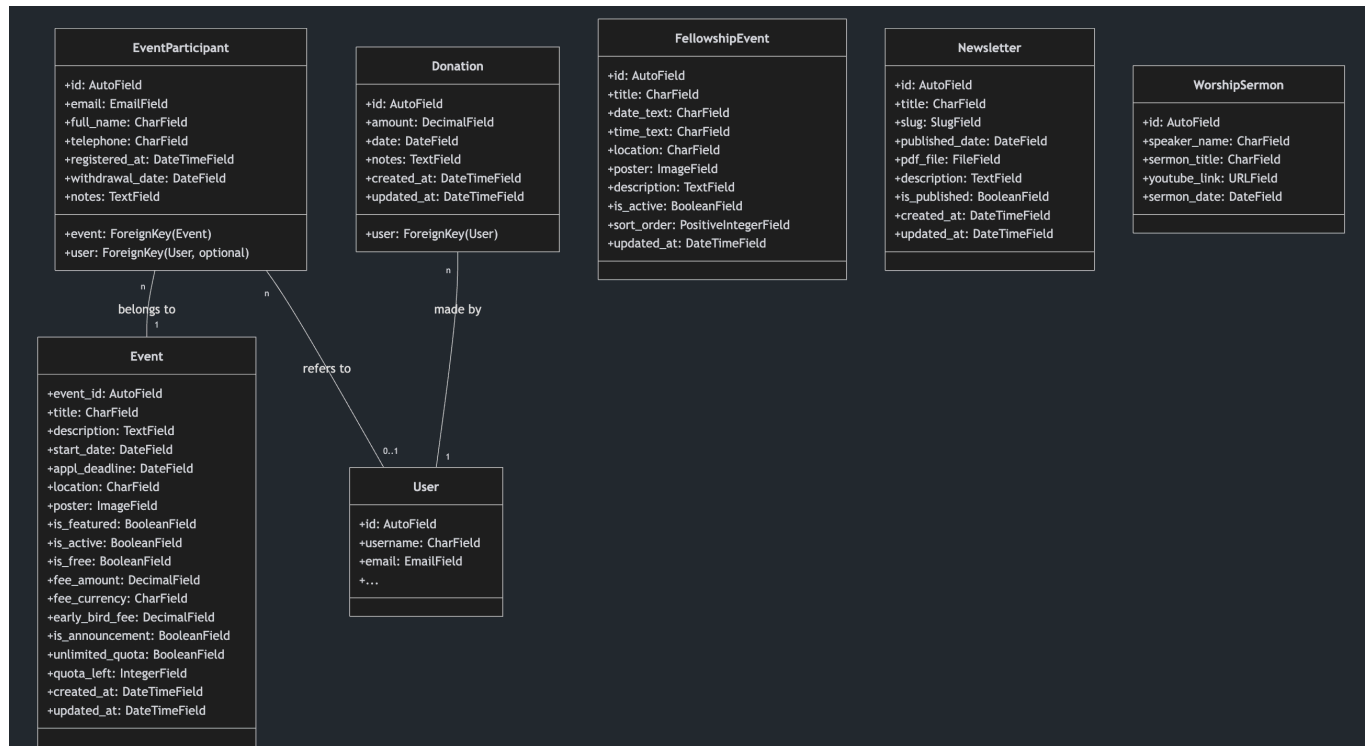 EventParticipant
+id: AutoField
+email: EmailField
+full_name: CharField
+telephone: CharField
+registered_at: DateTimeField
+withdrawal_date: DateField
+notes: TextField
+event: ForeignKey(Event)
+user: ForeignKey(User, optional)
Donation
+id: AutoField
+amount: DecimalField
+date: DateField
+notes: TextField
+created_at: DateTimeField
+updated_at: DateTimeField
+user: ForeignKey(User)
FellowshipEvent
+id: AutoField
+title: CharField
+date_text: CharField
+time_text: CharField
+location: CharField
+poster: ImageField
+description: TextField
+is_active: BooleanField
+sort_order: PositiveIntegerField
+updated_at: DateTimeField
Newsletter
+id: AutoField
+title: CharField
+slug: SlugField
+published_date: DateField
+pdf_file: FileField
+description: TextField
+is_published: BooleanField
+created_at: DateTimeField
+updated_at: DateTimeField
WorshipSermon
+id: AutoField
+speaker_name: CharField
+sermon_title: CharField
+youtube_link: URLField
+sermon_date: DateField
n
belongs to
1
n
refers to
0..1
n
made by
1
Event
+event_id: AutoField
+title: CharField
+description: TextField
+start_date: DateField
+appl_deadline: DateField
+location: CharField
+poster: ImageField
+is_featured: BooleanField
+is_active: BooleanField
+is_free: BooleanField
+fee_amount: DecimalField
+fee_currency: CharField
+early_bird_fee: DecimalField
+is_announcement: BooleanField
+unlimited_quota: BooleanField
+quota_left: IntegerField
+created_at: DateTimeField
+updated_at: DateTimeField
User
+id: AutoField
+username: CharField
+email: EmailField
+...